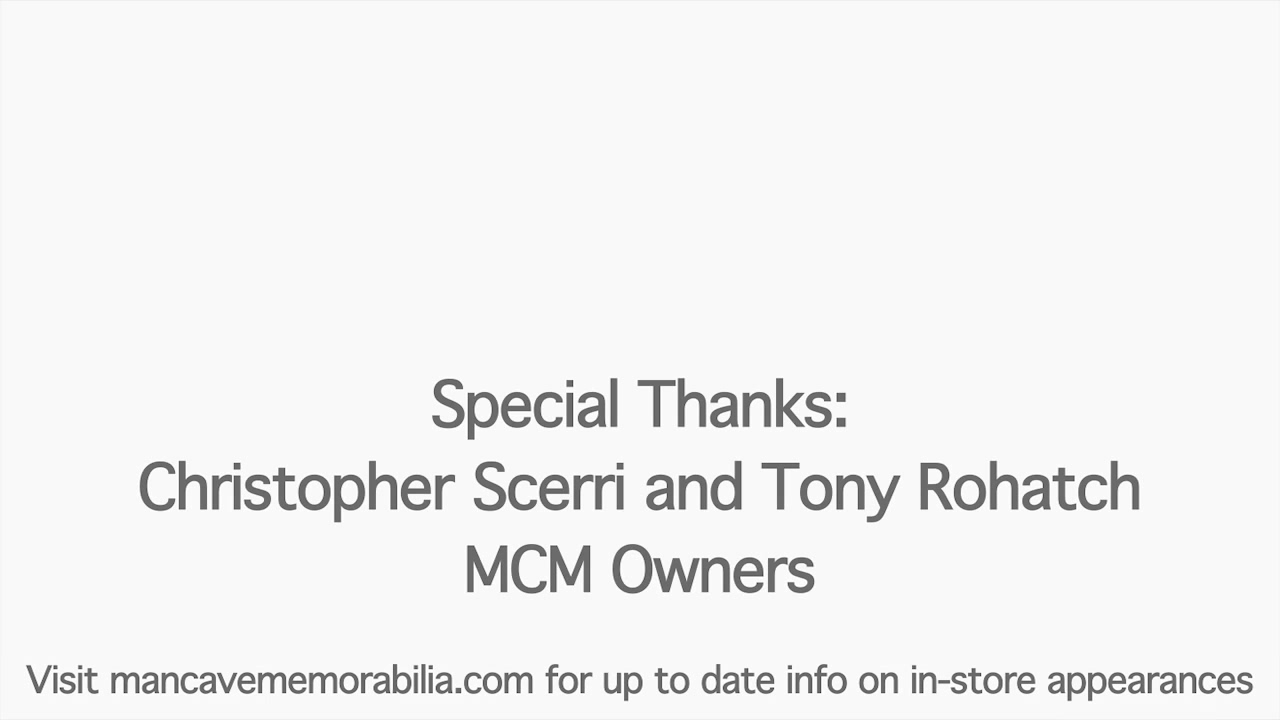 Special Thanks:
Christopher Scerri and Tony Rohatch
MCM Owners
Visit mancavememorabilia.com for up to date info on in-store appearances